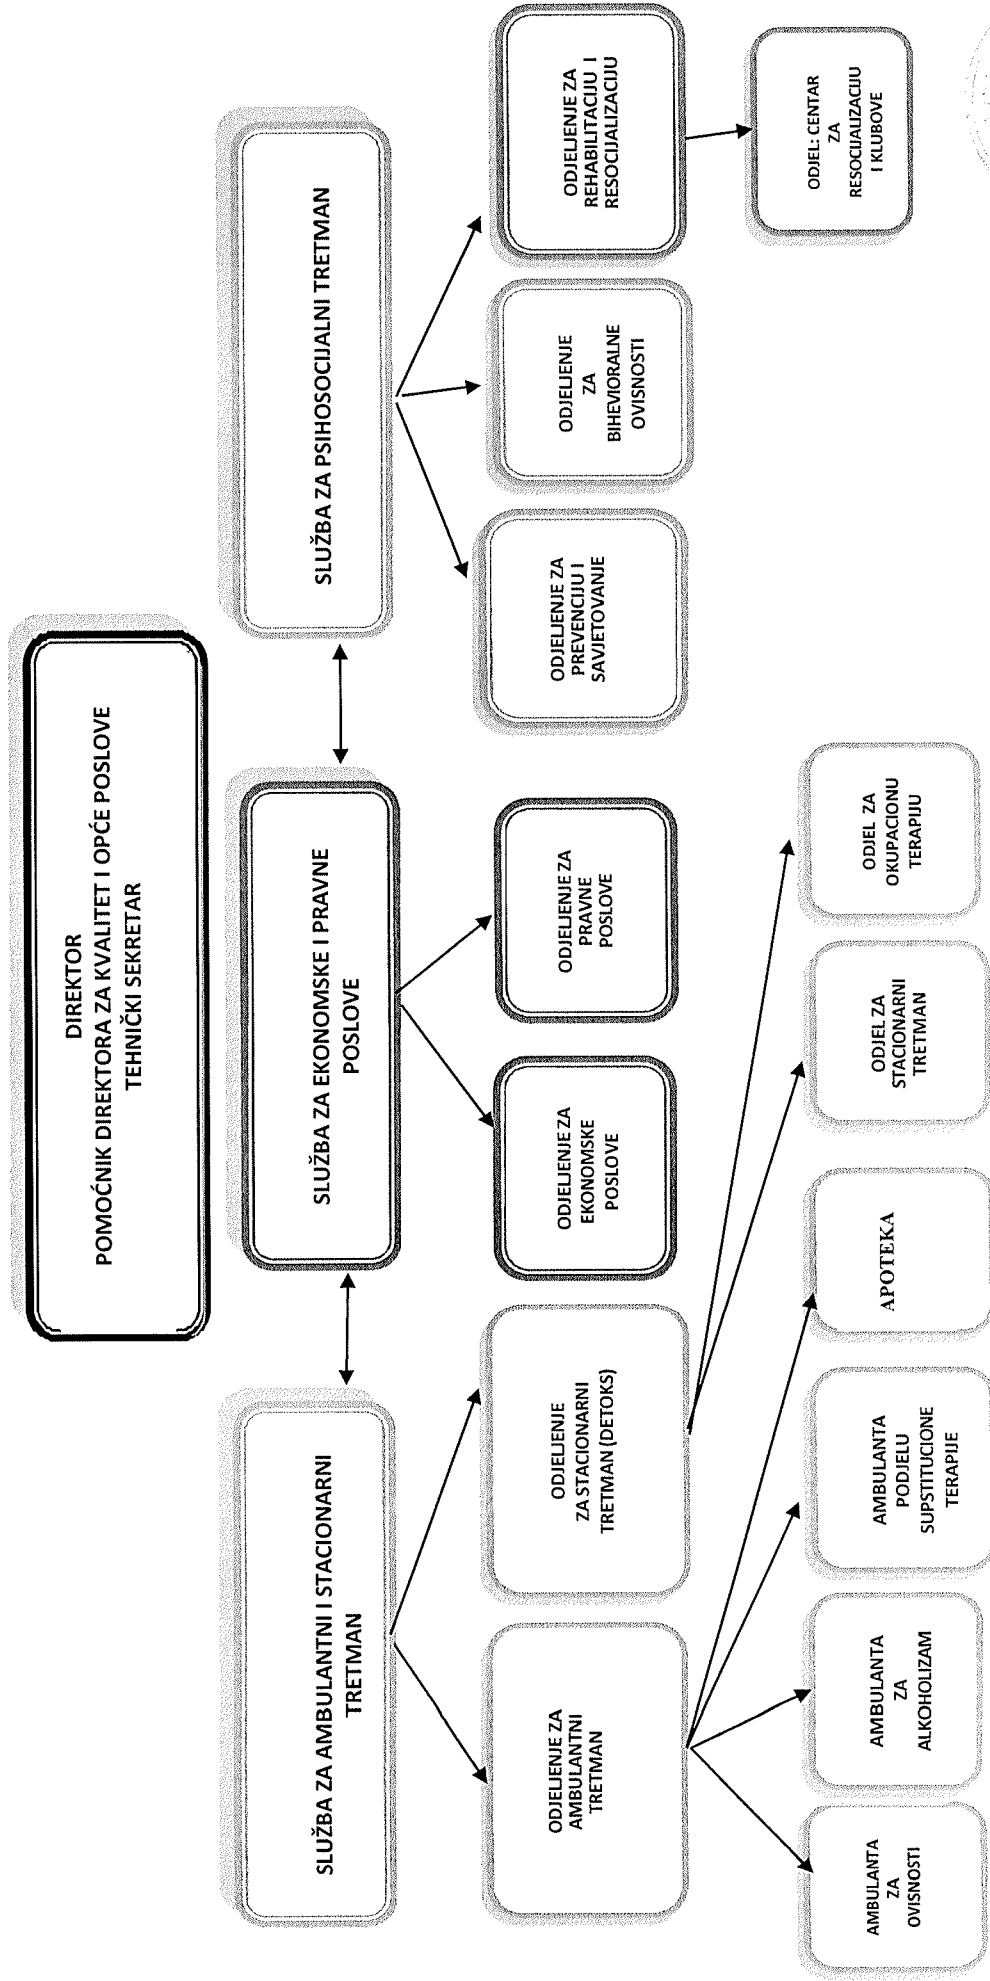 DIREKTOR
POMOĆNIK DIREKTORA ZA KVALITET I OPĆE POSLOVE
TEHNIČKI SEKRETAR
SLUŽBA ZA AMBULANTNI I STACIONARNI
TRETMAN
SLUŽBA ZA EKONOMSKE I PRAVNE
POSLOVE
SLUŽBA ZA PSIHOSOCIJALNI TRETMAN
ODJELJENJE ZA
AMBULANTNI
TRETMAN
ODJELJENJE
ZA STACIONARNI
TRETMAN (DETOKS)
ODJELJENJE ZA
EKONOMSKE
POSLOVE
ODJELJENJE ZA
PRAVNE
POSLOVE
ODJELJENJE ZA
PREVENCIJU I
SAVJETOVANJE
ODJELJENJE
ZA
BIHEVIORALNE
OVISNOSTI
ODJELJENJE ZA
REHABILITACIJU I
RESOCIJALIZACIJU
AMBULANTA
ZA
OVISNOSTI
AMBULANTA
ZA
ALKOHOLIZAM
AMBULANTA
PODJELU
SUPSTITUCIONE
TERAPIJE
APOTEKA
ODJEL ZA
STACIONARNI
TRETMAN
ODJEL ZA
OKUPACIONU
TERAPIJU
ODJEL: CENTAR
ZA
RESOCIJALIZACIJU
I KLUBOVE